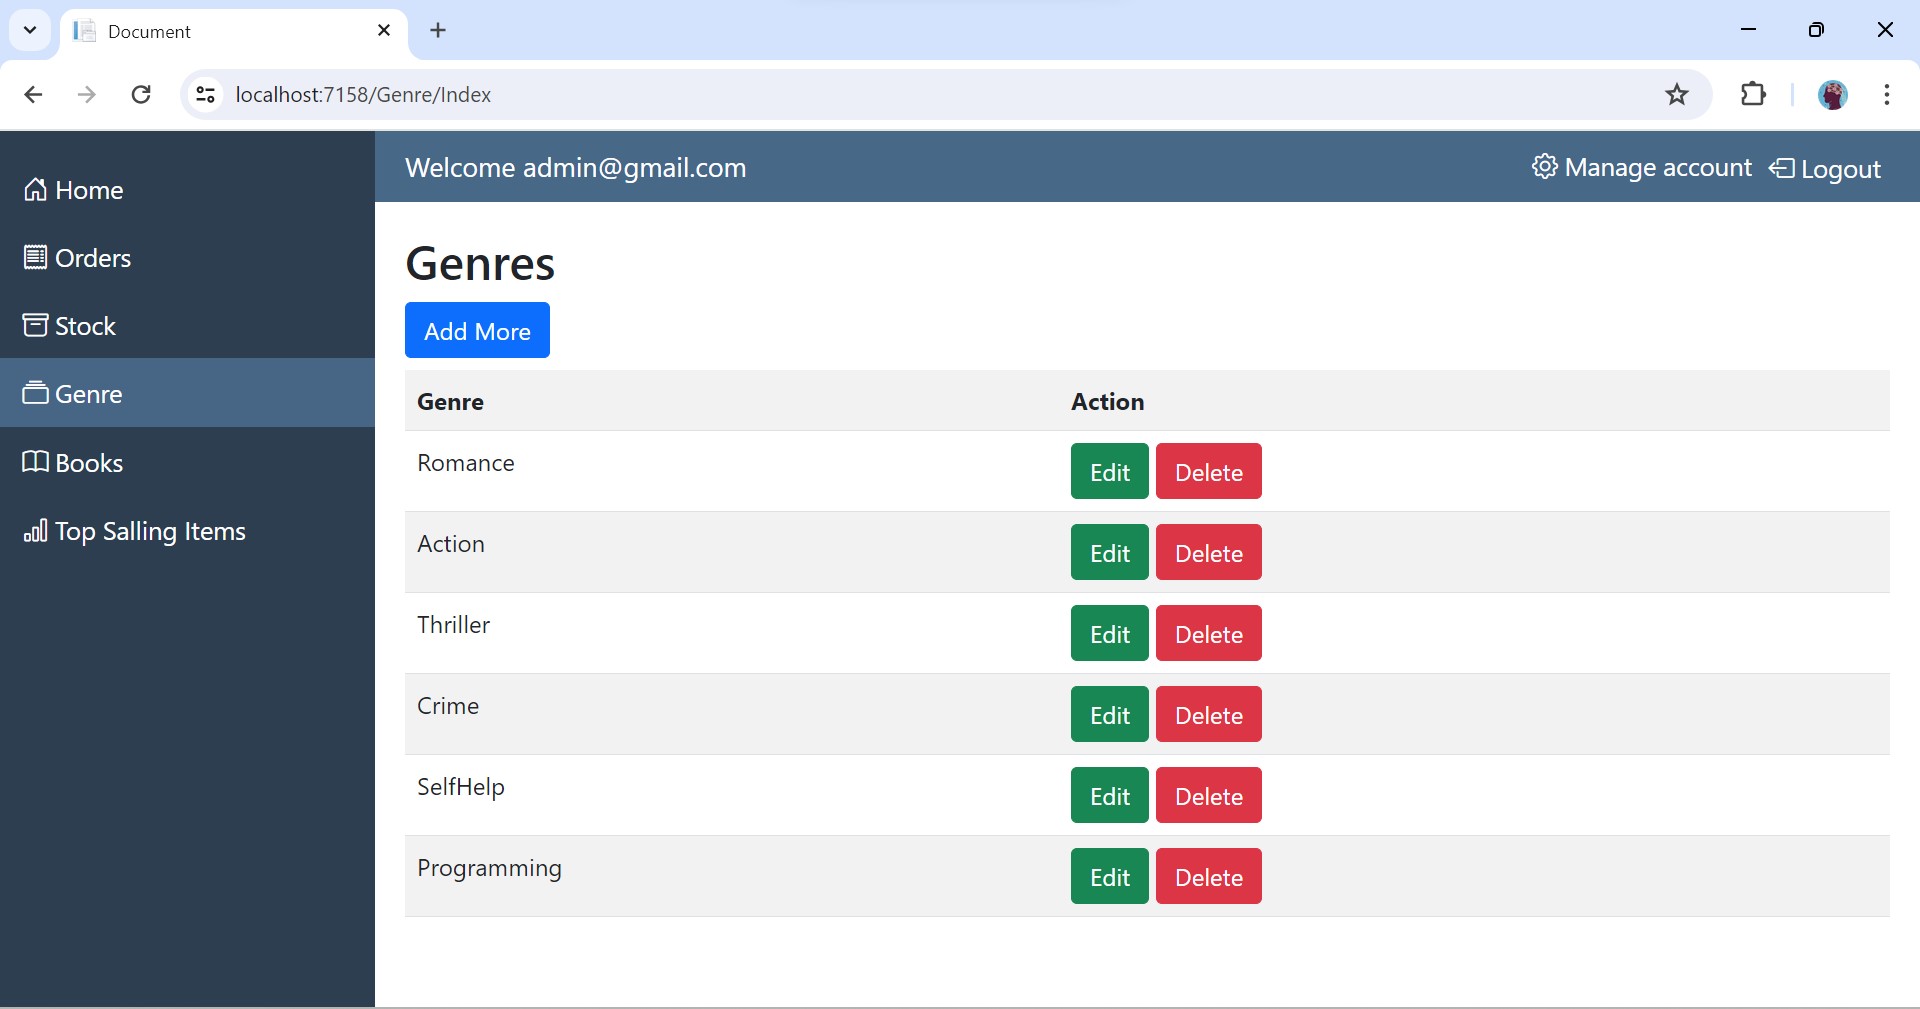 Document
localhost:7158/Genre/Index
Home
Orders
Stock
Genre
Books
Top Salling Items
Welcome admin@gmail.com
Manage account
Logout
Genres
Add More
Genre Action
Romance Edit Delete
Action Edit Delete
Thriller Edit Delete
Crime Edit Delete
SelfHelp Edit Delete
Programming Edit Delete